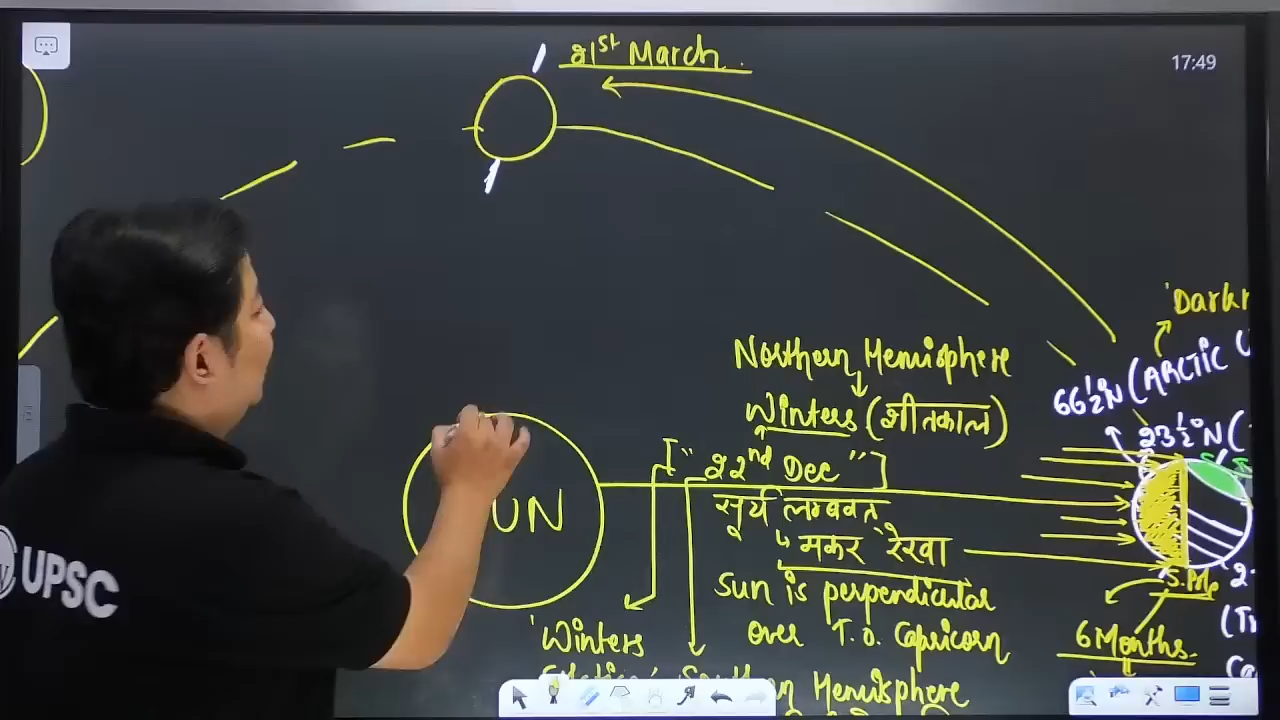 17:49
21st March
'Dark
66½°N (ARCTIC
23½°N (
Northern Hemisphere
Winters (शीतकाल)
["22nd Dec"]
सूर्य लम्बवत्
"मकर रेखा
Sun is perpendicular
over T.O. Capricorn
UN
S. Pole
6 Months.
'Winters
Hemisphere
UPSC